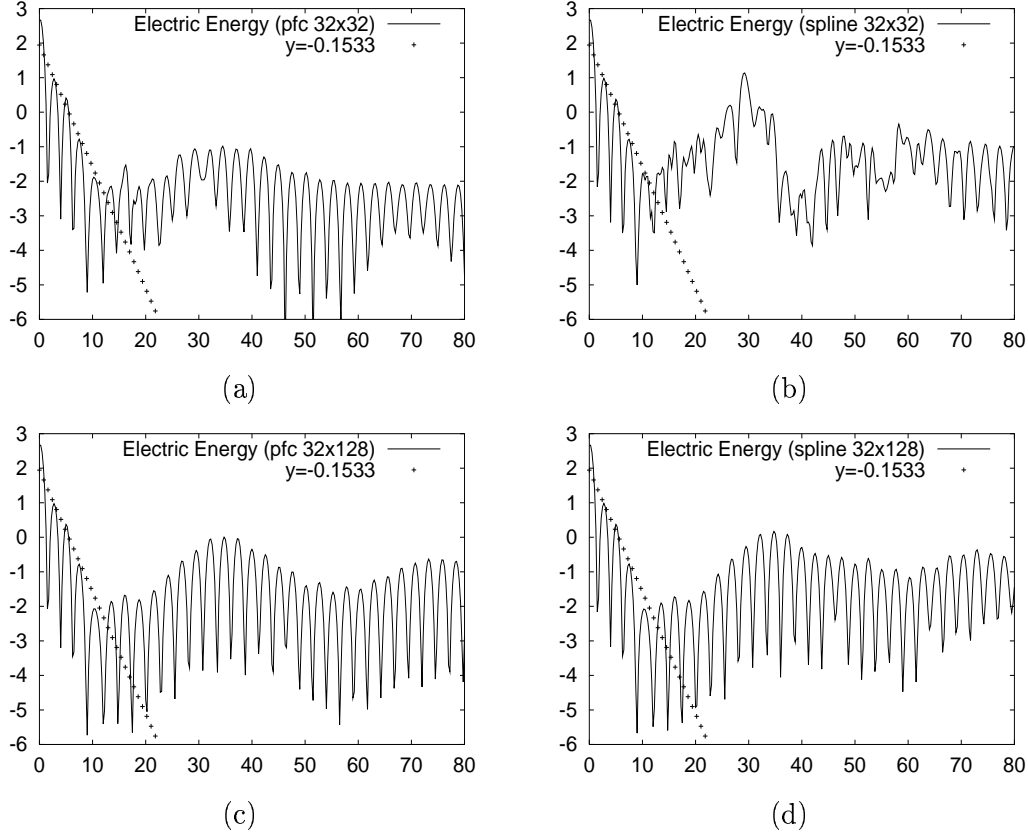 Electric Energy (pfc 32x32)
y=-0.1533
3
2
1
0
-1
-2
-3
-4
-5
-6
0 10 20 30 40 50 60 70 80
(a)
Electric Energy (spline 32x32)
y=-0.1533
3
2
1
0
-1
-2
-3
-4
-5
-6
0 10 20 30 40 50 60 70 80
(b)
Electric Energy (pfc 32x128)
y=-0.1533
3
2
1
0
-1
-2
-3
-4
-5
-6
0 10 20 30 40 50 60 70 80
(c)
Electric Energy (spline 32x128)
y=-0.1533
3
2
1
0
-1
-2
-3
-4
-5
-6
0 10 20 30 40 50 60 70 80
(d)